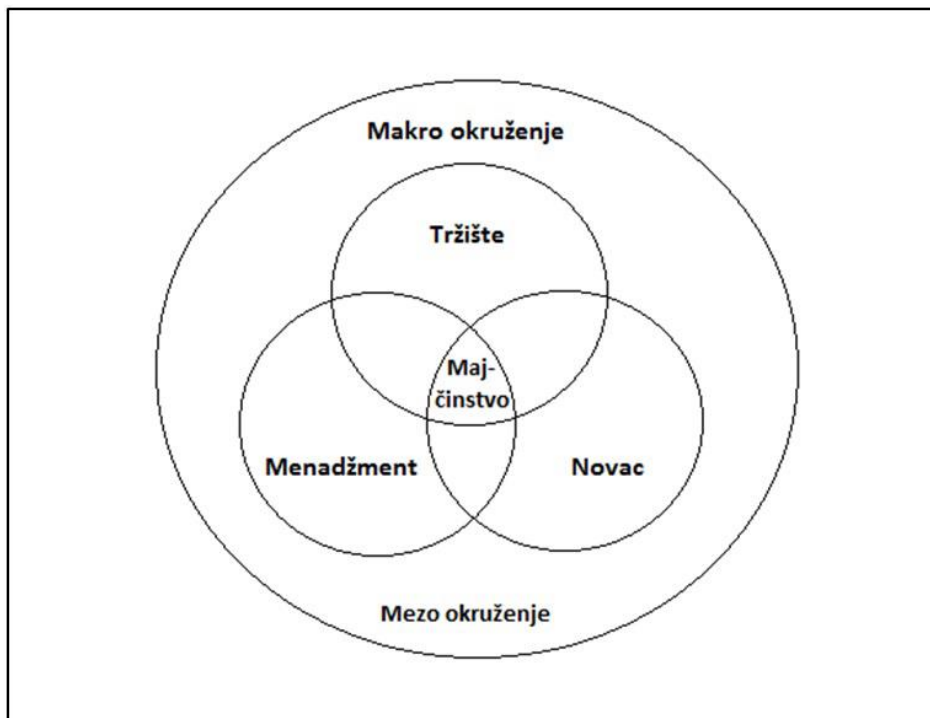 Makro okruženje
Tržište
Maj-
činstvo
Menadžment
Novac
Mezo okruženje